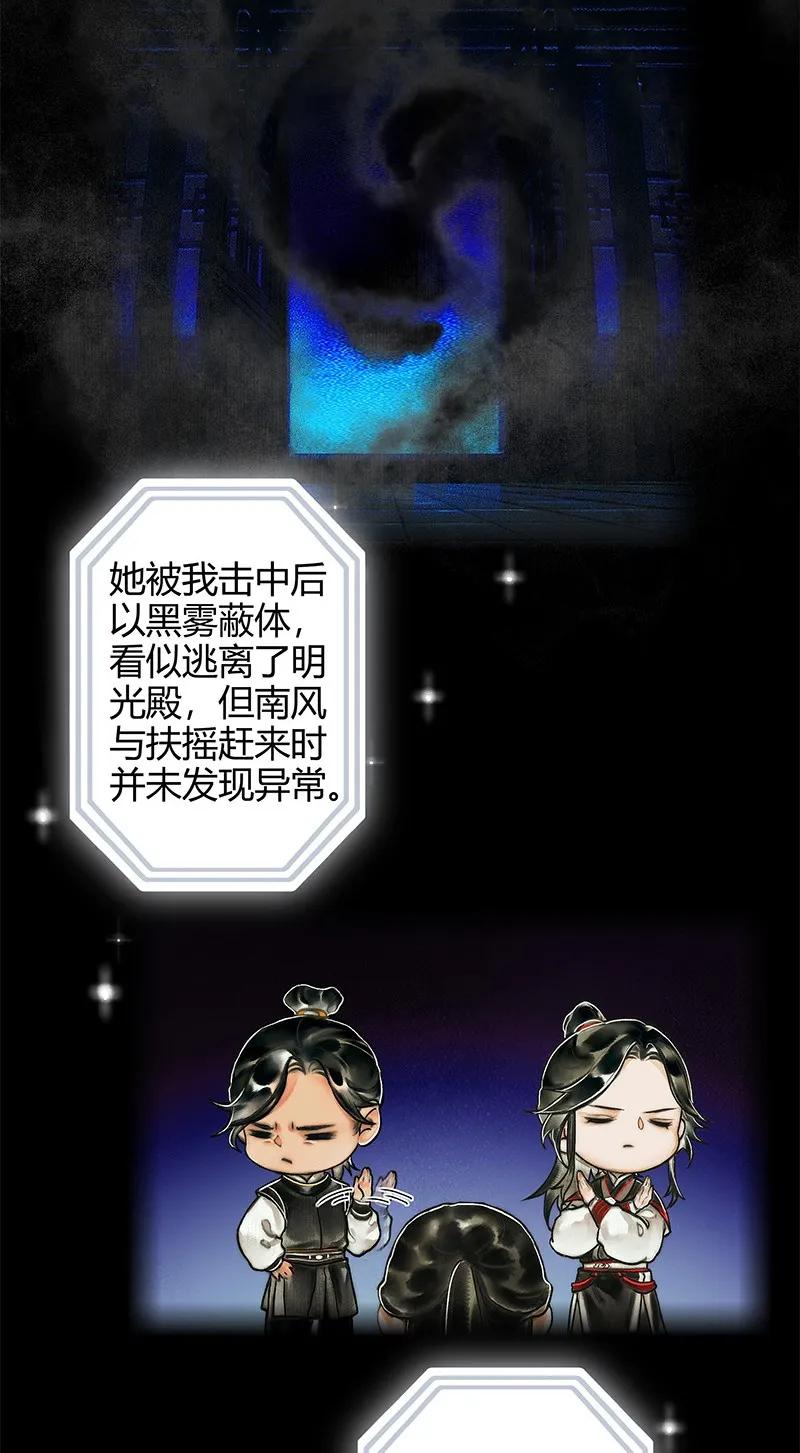 她被我击中后
以黑雾蔽体，
看似逃离了明
光殿，但南风
与扶摇赶来时
并未发现异常。